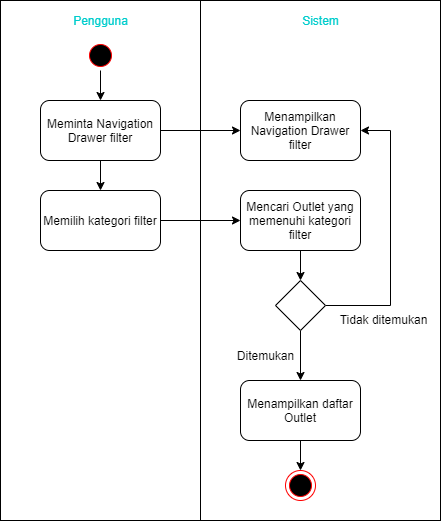 Pengguna
Sistem
Meminta Navigation
Drawer filter
Menampilkan
Navigation Drawer
filter
Memilih kategori filter
Mencari Outlet yang
memenuhi kategori
filter
Tidak ditemukan
Ditemukan
Menampilkan daftar
Outlet